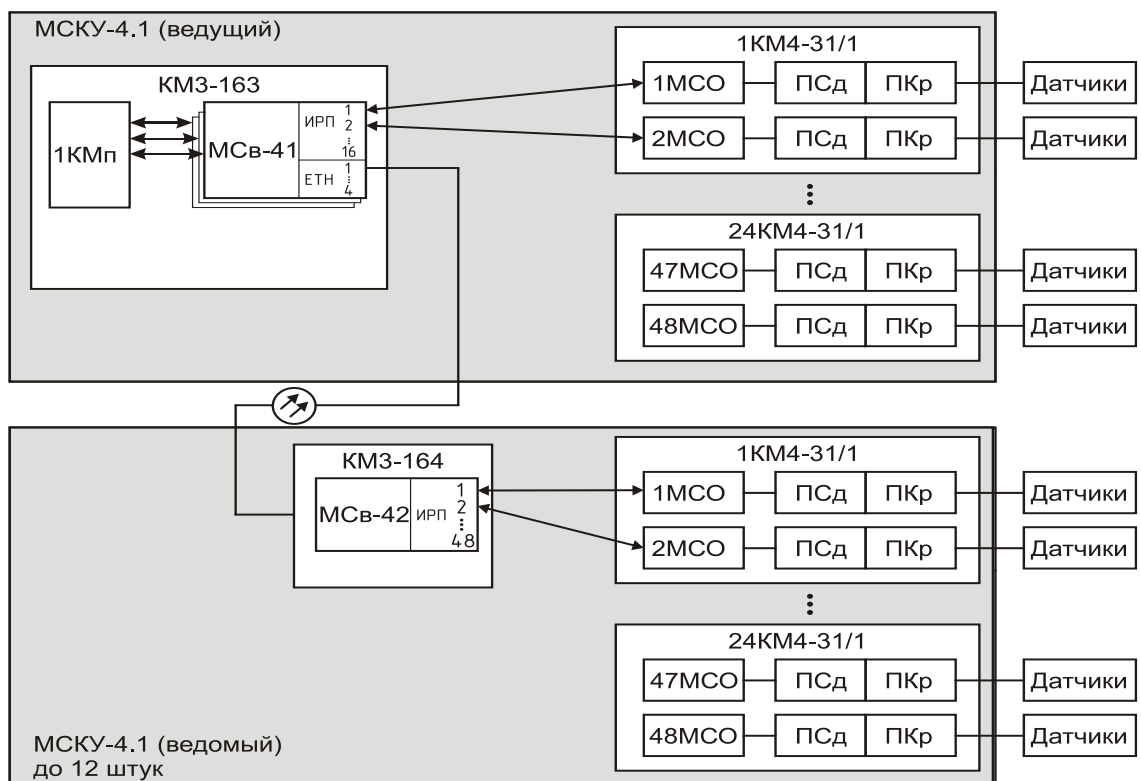 МСКУ-4.1 (ведущий)
КМ3-163
1КМп
МСв-41
ИРП
1
2
16
ETH
1
4
1КМ4-31/1
1МСО
ПСд
ПКр
Датчики
2МСО
ПСд
ПКр
Датчики
24КМ4-31/1
47МСО
ПСд
ПКр
Датчики
48МСО
ПСд
ПКр
Датчики
КМ3-164
МСв-42
ИРП
1
2
48
1КМ4-31/1
1МСО
ПСд
ПКр
Датчики
2МСО
ПСд
ПКр
Датчики
24КМ4-31/1
47МСО
ПСд
ПКр
Датчики
48МСО
ПСд
ПКр
Датчики
МСКУ-4.1 (ведомый)
до 12 штук